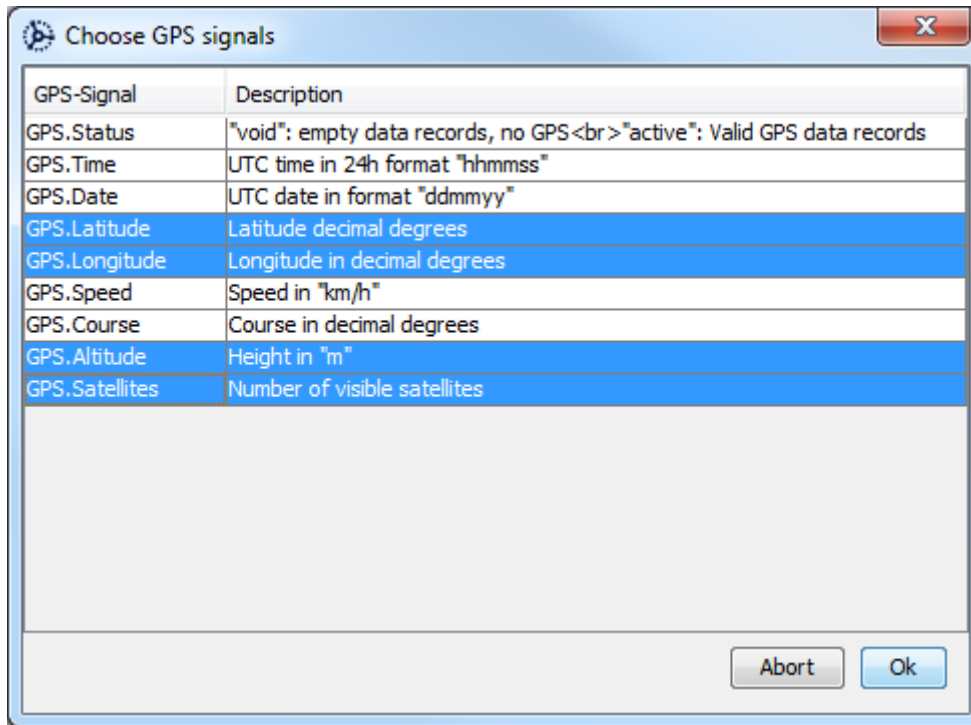 Choose GPS signals
GPS-Signal Description
GPS.Status "void": empty data records, no GPS<br>"active": Valid GPS data records
GPS.Time UTC time in 24h format "hhmmss"
GPS.Date UTC date in format "ddmmyy"
GPS.Latitude Latitude decimal degrees
GPS.Longitude Longitude in decimal degrees
GPS.Speed Speed in "km/h"
GPS.Course Course in decimal degrees
GPS.Altitude Height in "m"
GPS.Satellites Number of visible satellites
Abort Ok